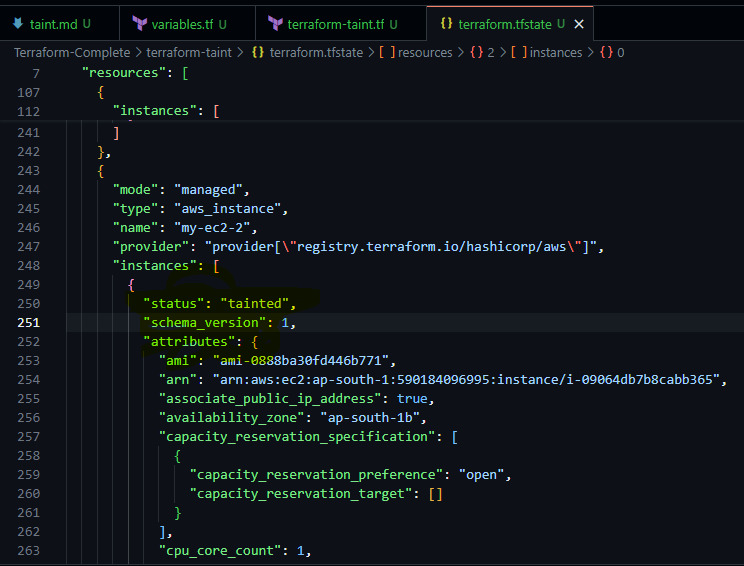 taint.md U
variables.tf U
terraform-taint.tf U
{} terraform.tfstate U ×
Terraform-Complete > terraform-taint > {} terraform.tfstate > [ ] resources > {} 2 > [ ] instances > {} 0
7 "resources": [
107 {
112 "instances": [
241 ]
242 },
243 {
244 "mode": "managed",
245 "type": "aws_instance",
246 "name": "my-ec2-2",
247 "provider": "provider[\"registry.terraform.io/hashicorp/aws\"]",
248 "instances": [
249 {
250 "status": "tainted",
251 "schema_version": 1,
252 "attributes": {
253 "ami": "ami-0888ba30fd446b771",
254 "arn": "arn:aws:ec2:ap-south-1:590184096995:instance/i-09064db7b8cabb365",
255 "associate_public_ip_address": true,
256 "availability_zone": "ap-south-1b",
257 "capacity_reservation_specification": [
258 {
259 "capacity_reservation_preference": "open",
260 "capacity_reservation_target": []
261 }
262 ],
263 "cpu_core_count": 1,